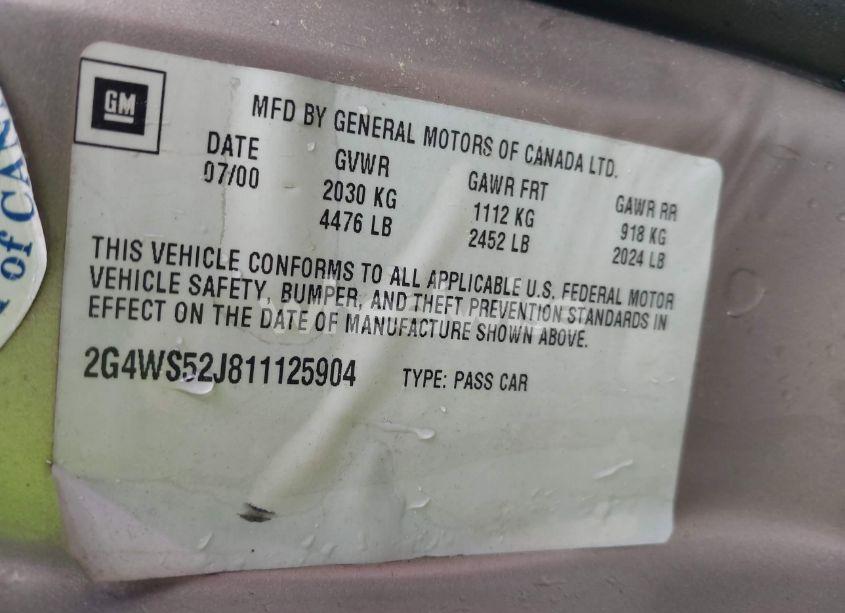 GM
MFD BY GENERAL MOTORS OF CANADA LTD.
DATE GVWR GAWR FRT GAWR RR
07/00 2030 KG 1112 KG 918 KG
4476 LB 2452 LB 2024 LB
THIS VEHICLE CONFORMS TO ALL APPLICABLE U.S. FEDERAL MOTOR
VEHICLE SAFETY, BUMPER, AND THEFT PREVENTION STANDARDS IN
EFFECT ON THE DATE OF MANUFACTURE SHOWN ABOVE.
2G4WS52J811125904 TYPE: PASS CAR
of CAN